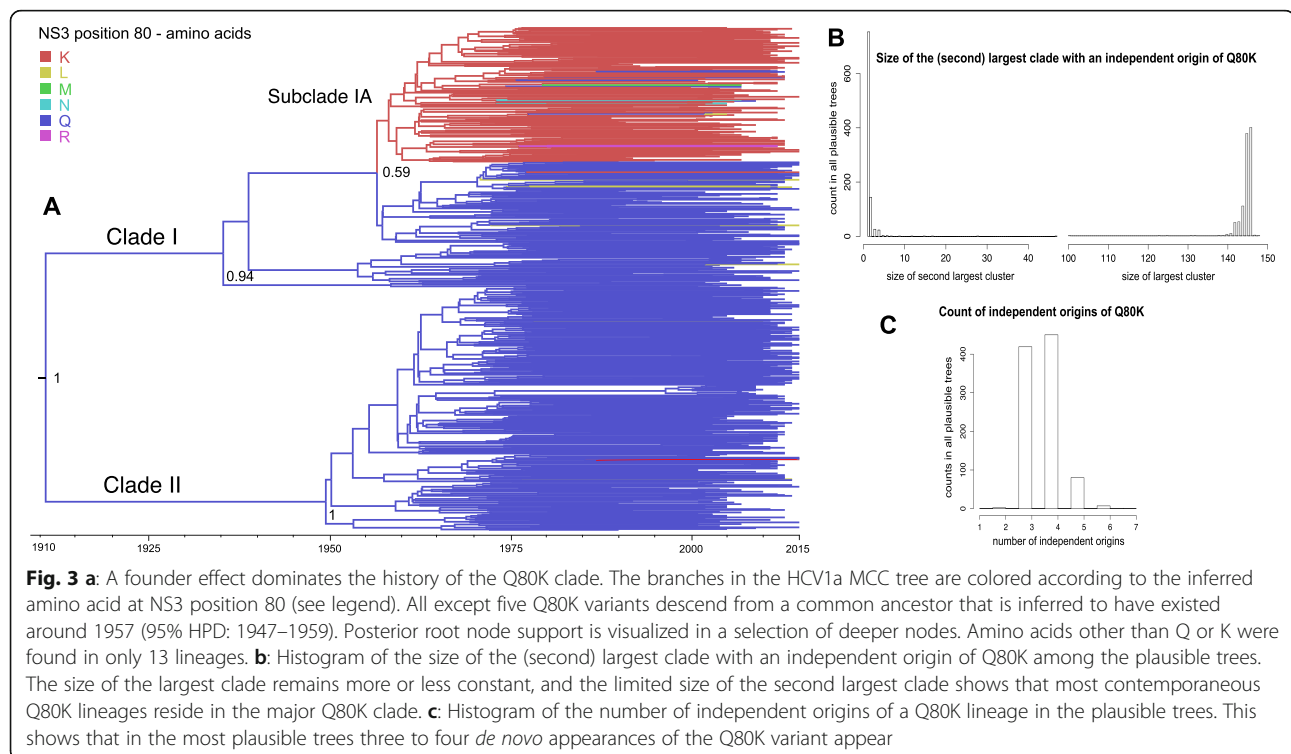 NS3 position 80 - amino acids
K
L
M
N
Q
R
Subclade IA
0.59
A
Clade I
0.94
1
Clade II
1
1910
1925
1950
1975
2000
2015
B
Size of the (second) largest clade with an independent origin of Q80K
count in all plausible trees
600
400
200
0
0
10
20
30
40
size of second largest cluster
100
110
120
130
140
150
size of largest cluster
C
Count of independent origins of Q80K
counts in all plausible trees
400
300
200
100
0
1
2
3
4
5
6
7
number of independent origins
Fig. 3 a: A founder effect dominates the history of the Q80K clade. The branches in the HCV1a MCC tree are colored according to the inferred
amino acid at NS3 position 80 (see legend). All except five Q80K variants descend from a common ancestor that is inferred to have existed
around 1957 (95% HPD: 1947–1959). Posterior root node support is visualized in a selection of deeper nodes. Amino acids other than Q or K were
found in only 13 lineages. b: Histogram of the size of the (second) largest clade with an independent origin of Q80K among the plausible trees.
The size of the largest clade remains more or less constant, and the limited size of the second largest clade shows that most contemporaneous
Q80K lineages reside in the major Q80K clade. c: Histogram of the number of independent origins of a Q80K lineage in the plausible trees. This
shows that in the most plausible trees three to four de novo appearances of the Q80K variant appear